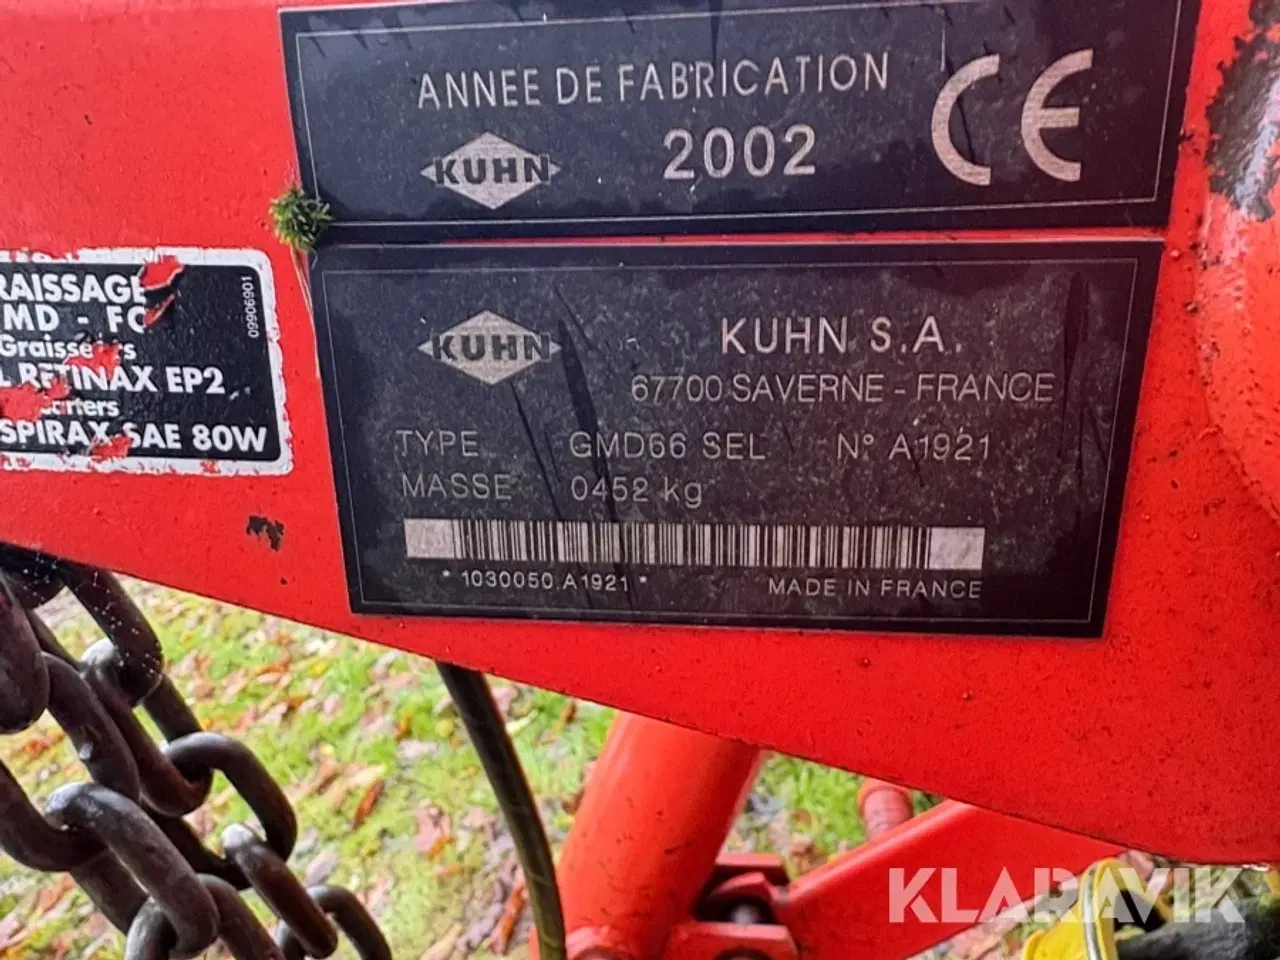 ANNEE DE FABRICATION
KUHN
2002
CE
RAISSAGE
MD - FC
Graisseurs
RETINAX EP2
SPIRAX SAE 80W
09906901
KUHN
KUHN S.A.
67700 SAVERNE - FRANCE
TYPE GMD66 SEL N° A1921
MASSE 0452 kg
* 1030050.A1921 *
MADE IN FRANCE
KLARAVIK